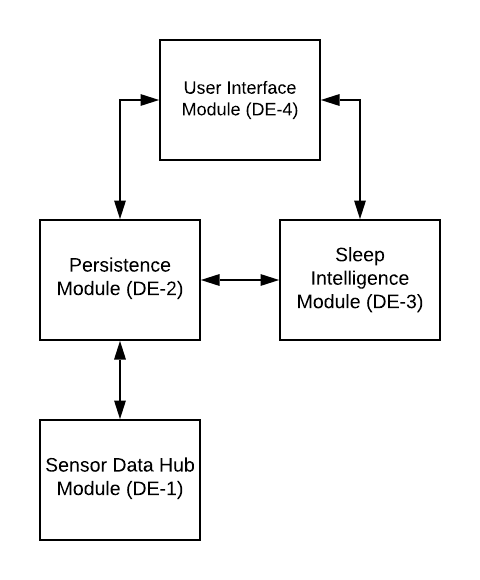 User Interface
Module (DE-4)
Persistence
Module (DE-2)
Sleep
Intelligence
Module (DE-3)
Sensor Data Hub
Module (DE-1)